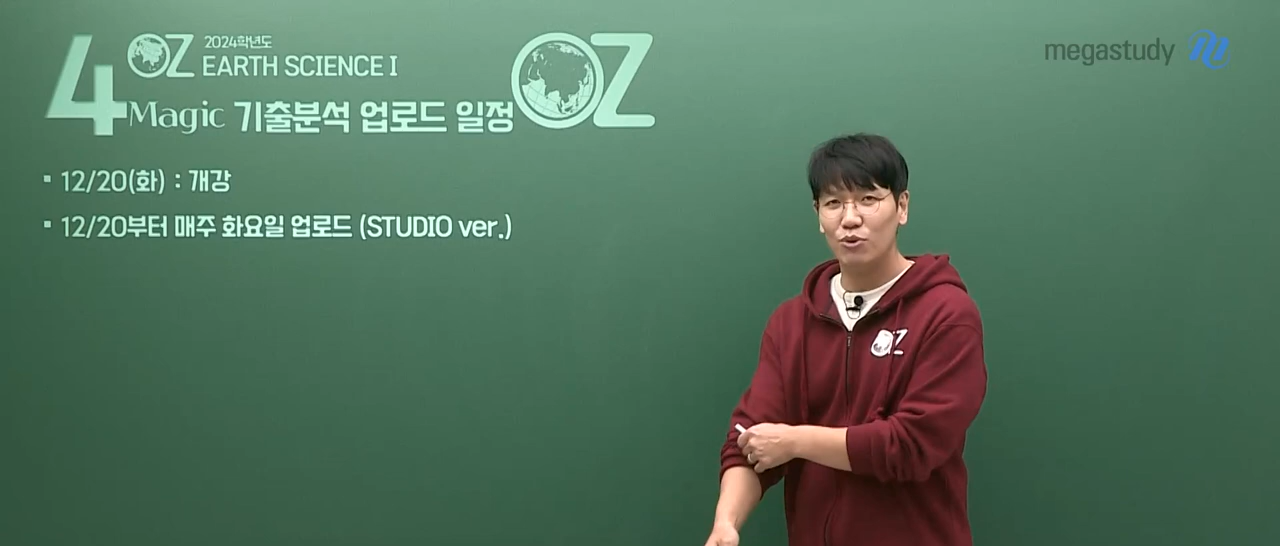 4 OZ 2024학년도
EARTH SCIENCE I
Magic 기출분석 업로드 일정 OZ
▪ 12/20(화) : 개강
▪ 12/20부터 매주 화요일 업로드 (STUDIO ver.)
megastudy
OZ